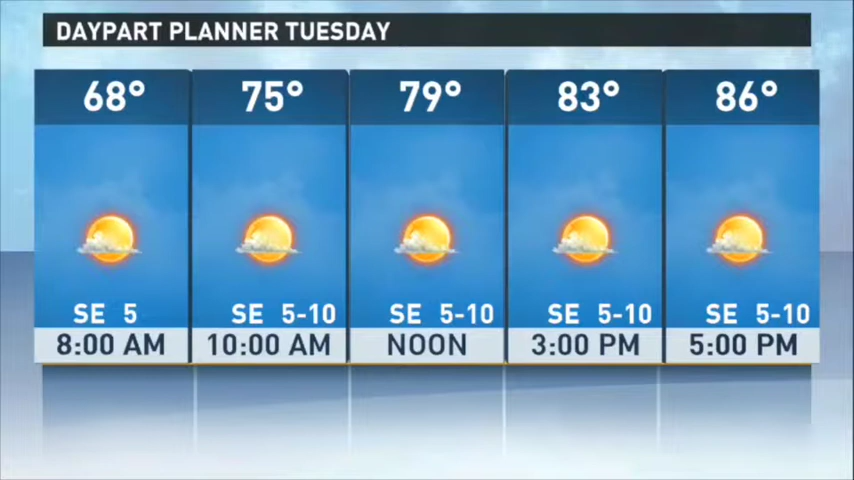 DAYPART PLANNER TUESDAY
68° 75° 79° 83° 86°
SE 5 SE 5-10 SE 5-10 SE 5-10 SE 5-10
8:00 AM 10:00 AM NOON 3:00 PM 5:00 PM